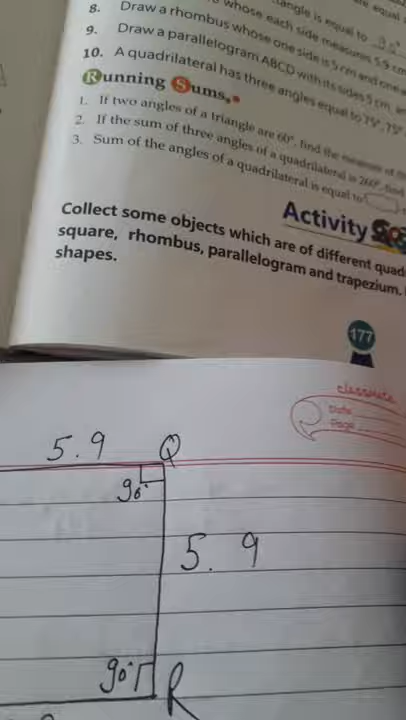 angle is equal to
whose each side measures 5.9 cm
8. Draw a rhombus whose one side is 5 cm and one a
9. Draw a parallelogram ABCD with its sides 5 cm, an
10. A quadrilateral has three angles equal to 75°, 75°,
Running Sums
1. If two angles of a triangle are 60°, find the measure of
2. If the sum of three angles of a quadrilateral is 260°, find
3. Sum of the angles of a quadrilateral is equal to
Activity
Collect some objects which are of different quad
square, rhombus, parallelogram and trapezium.
shapes.
177
classmate
Date
Page
5.9 Q
90°
5.9
90° R